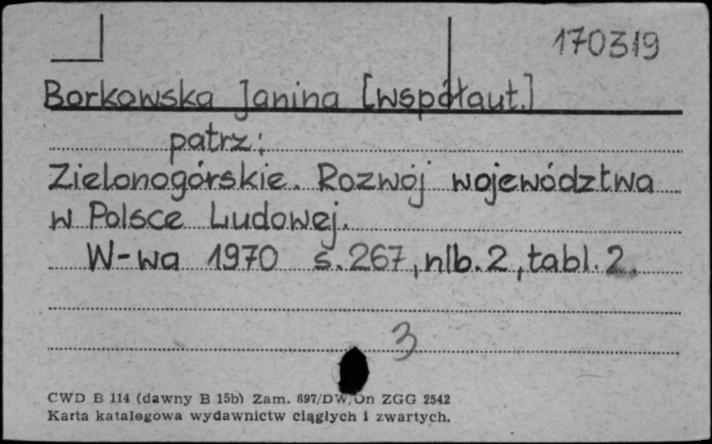 170319
Borkowska Janina [współaut.]
patrz:
Zielonogórskie. Rozwój województwa
w Polsce Ludowej.
W-wa 1970 s.267, nlb.2, tabl.2.
3
CWD B 114 (dawny B 15b) Zam. 897/DW/On ZGG 2542
Karta katalogowa wydawnictw ciągłych i zwartych.